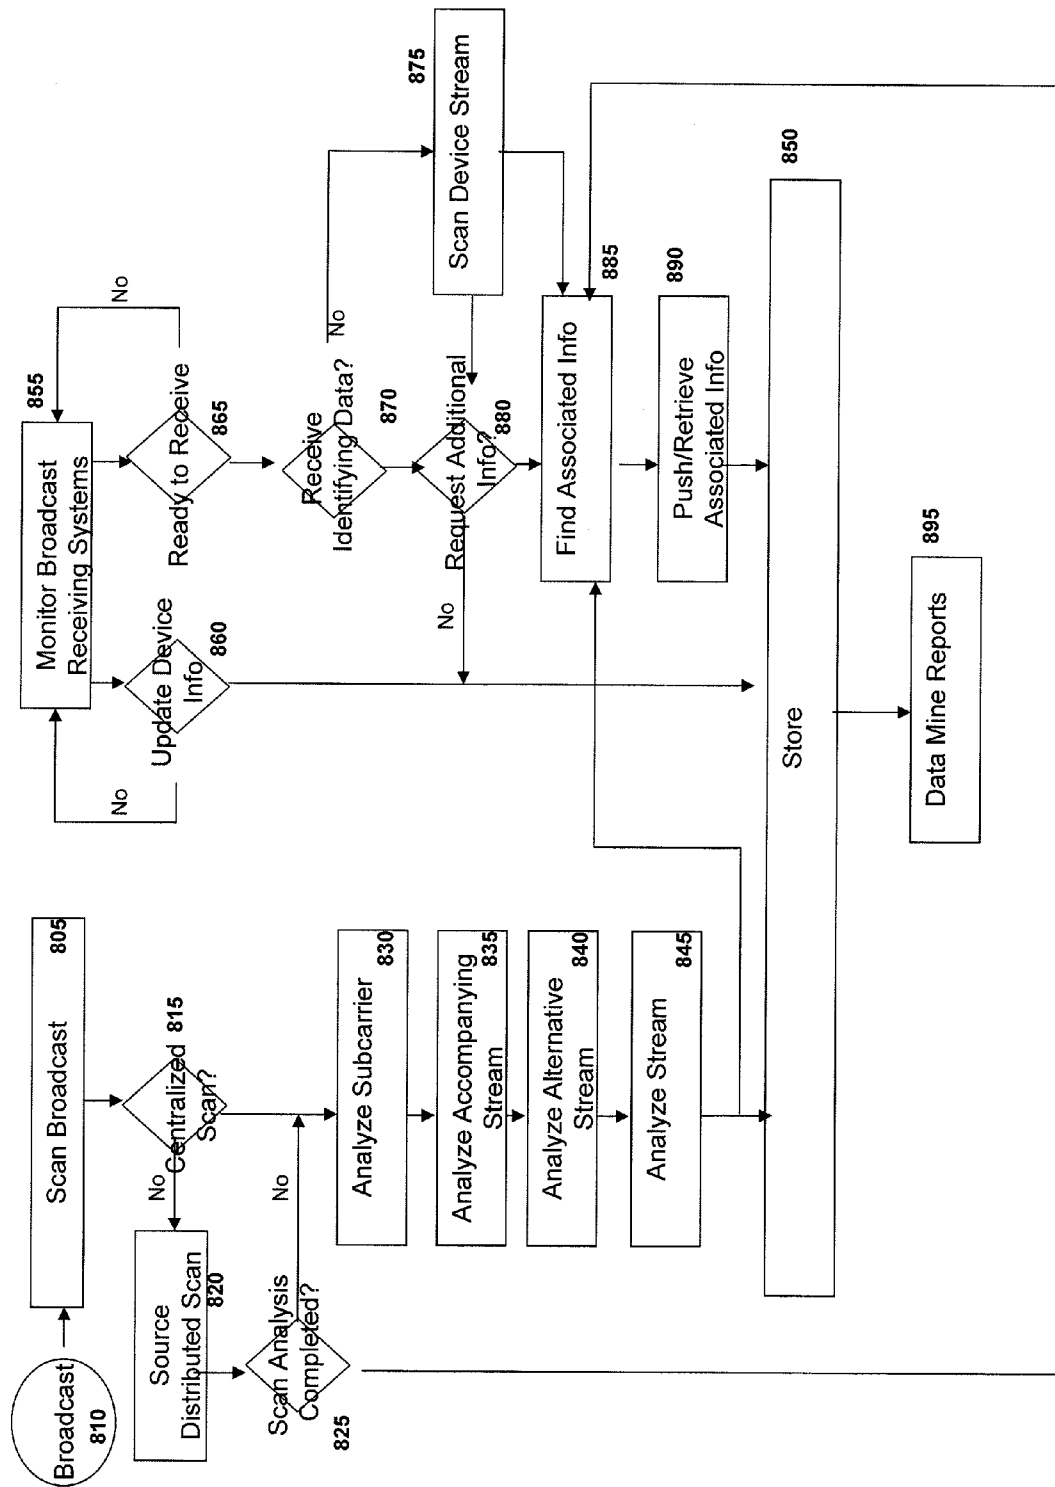 Broadcast
810
Scan Broadcast
805
Centralized
Scan?
815
No
Source
Distributed Scan
820
Scan Analysis
Completed?
825
No
Analyze Subcarrier
830
Analyze Accompanying
Stream
835
Analyze Alternative
Stream
840
Analyze Stream
845
Monitor Broadcast
Receiving Systems
855
No
Update Device
Info
860
Ready to Receive
865
No
Receive
Identifying Data?
870
No
Scan Device Stream
875
Request Additional
Info?
880
No
Find Associated Info
885
Push/Retrieve
Associated Info
890
Store
850
Data Mine Reports
895